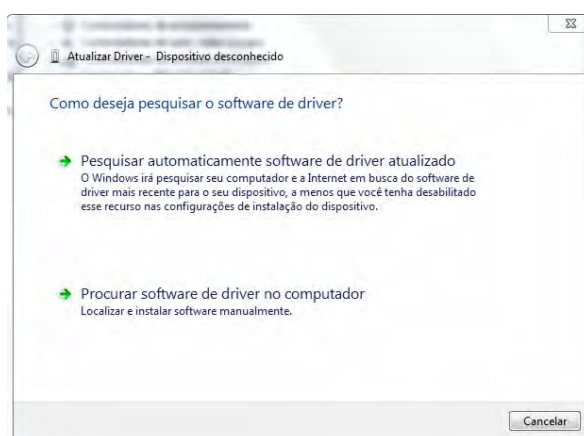 Atualizar Driver - Dispositivo desconhecido
Como deseja pesquisar o software de driver?
Pesquisar automaticamente software de driver atualizado
O Windows irá pesquisar seu computador e a Internet em busca do software de
driver mais recente para o seu dispositivo, a menos que você tenha desabilitado
esse recurso nas configurações de instalação do dispositivo.
Procurar software de driver no computador
Localizar e instalar software manualmente.
Cancelar